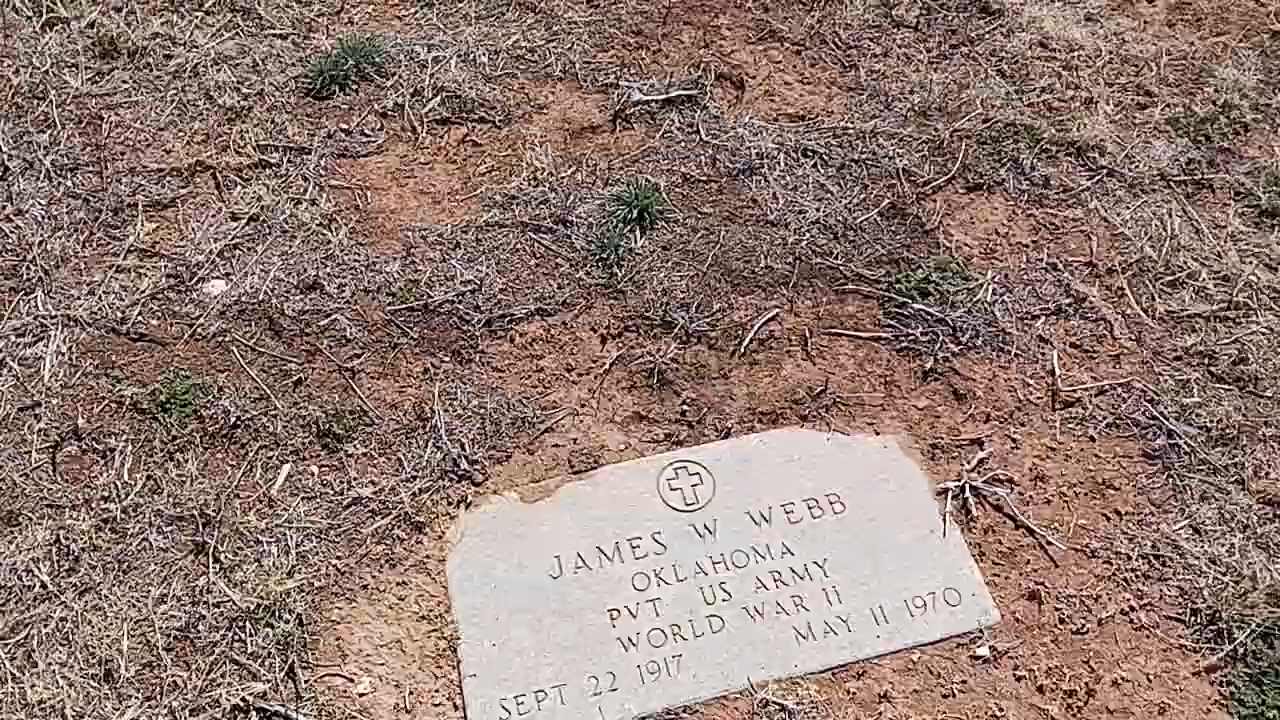 JAMES W WEBB
OKLAHOMA
PVT US ARMY
WORLD WAR II
SEPT 22 1917 MAY 11 1970